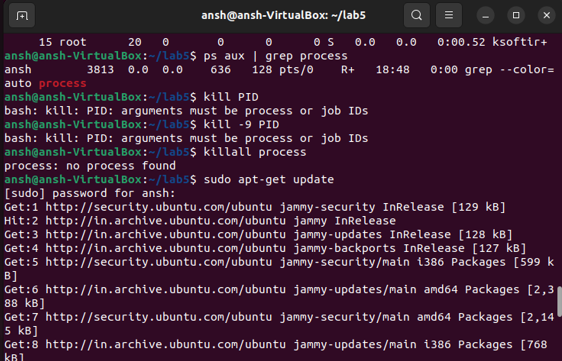 ansh@ansh-VirtualBox: ~/lab5
15 root 20 0 0 0 0 S 0.0 0.0 0:00.52 ksoftir+
ansh@ansh-VirtualBox:~/lab5$ ps aux | grep process
ansh 3813 0.0 0.0 636 128 pts/0 R+ 18:48 0:00 grep --color=
auto process
ansh@ansh-VirtualBox:~/lab5$ kill PID
bash: kill: PID: arguments must be process or job IDs
ansh@ansh-VirtualBox:~/lab5$ kill -9 PID
bash: kill: PID: arguments must be process or job IDs
ansh@ansh-VirtualBox:~/lab5$ killall process
process: no process found
ansh@ansh-VirtualBox:~/lab5$ sudo apt-get update
[sudo] password for ansh:
Get:1 http://security.ubuntu.com/ubuntu jammy-security InRelease [129 kB]
Hit:2 http://in.archive.ubuntu.com/ubuntu jammy InRelease
Get:3 http://in.archive.ubuntu.com/ubuntu jammy-updates InRelease [128 kB]
Get:4 http://in.archive.ubuntu.com/ubuntu jammy-backports InRelease [127 kB]
Get:5 http://security.ubuntu.com/ubuntu jammy-security/main i386 Packages [599 k
B]
Get:6 http://in.archive.ubuntu.com/ubuntu jammy-updates/main amd64 Packages [2,3
88 kB]
Get:7 http://security.ubuntu.com/ubuntu jammy-security/main amd64 Packages [2,14
5 kB]
Get:8 http://in.archive.ubuntu.com/ubuntu jammy-updates/main i386 Packages [768
kB]